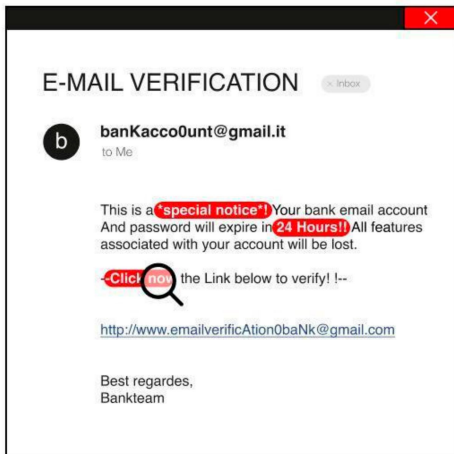 E-MAIL VERIFICATION × Inbox
b
banKacco0unt@gmail.it
to Me
This is a *special notice*! Your bank email account
And password will expire in 24 Hours!! All features
associated with your account will be lost.
--Click now the Link below to verify! !--
http://www.emailverificAtion0baNk@gmail.com
Best regardes,
Bankteam